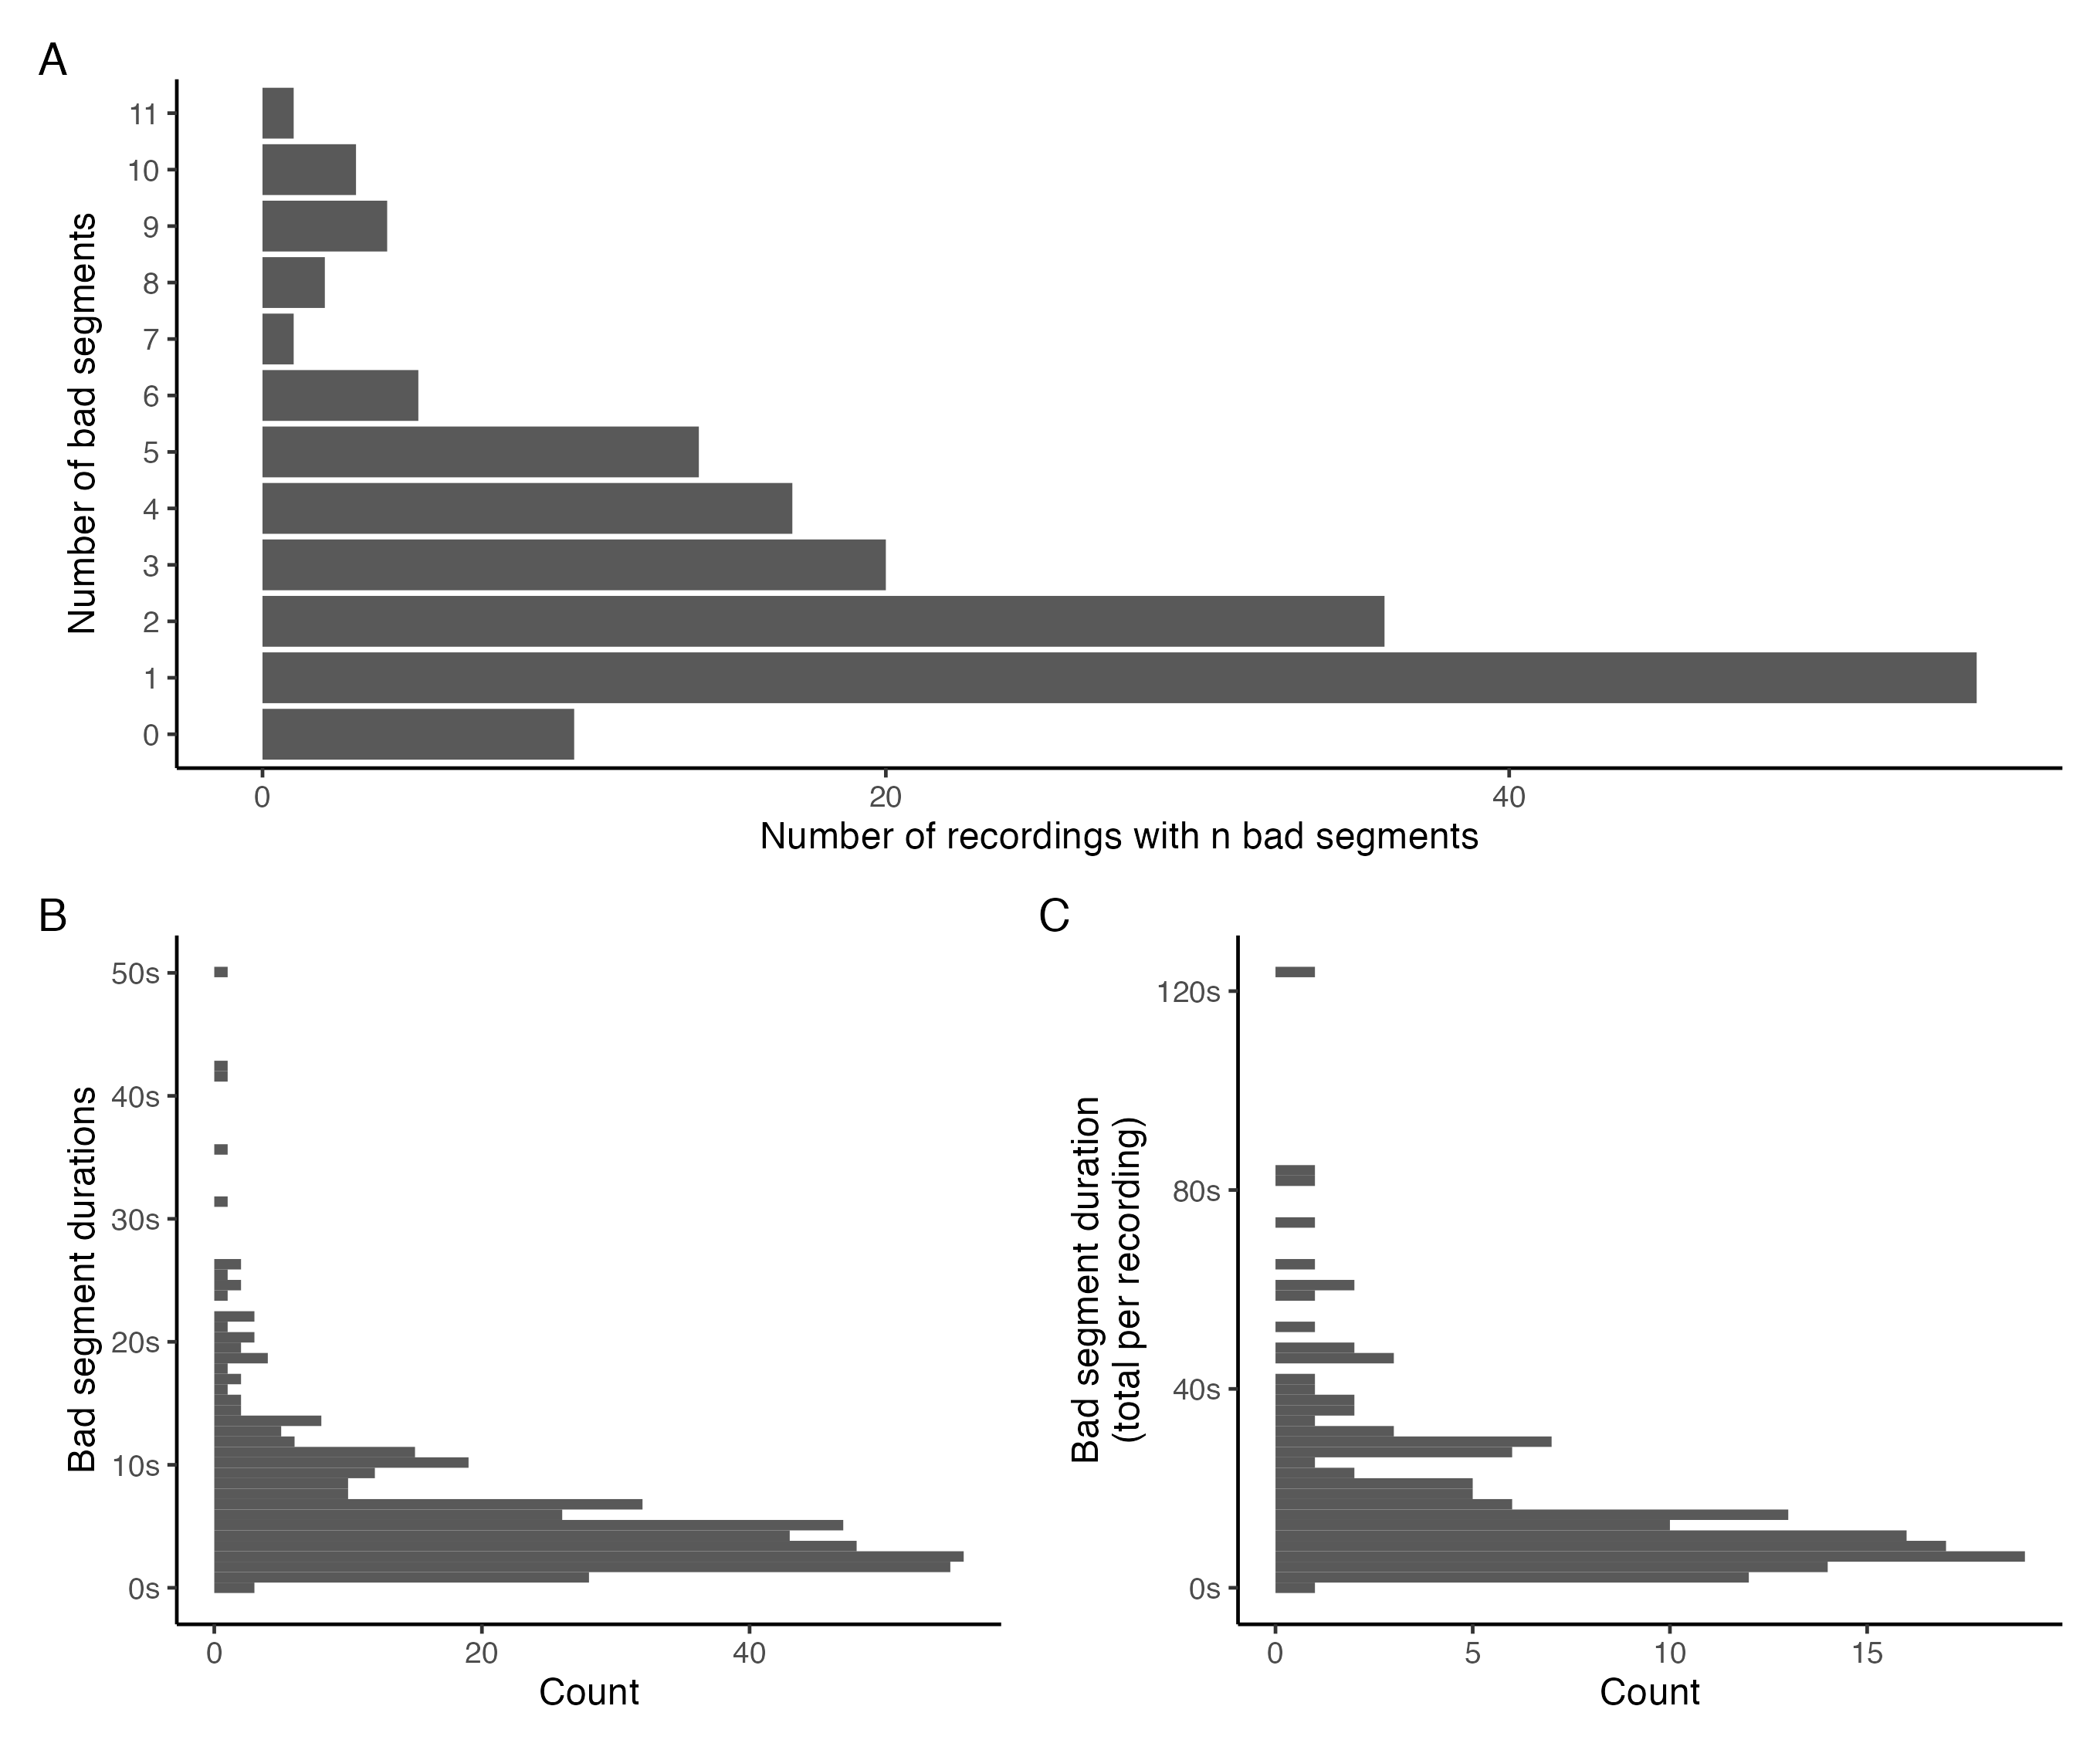 A
11
10
9
8
7
6
5
4
3
2
1
0
Number of bad segments
0 20 40
Number of recordings with n bad segments
B
50s
40s
30s
20s
10s
0s
Bad segment durations
0 20 40
Count
C
120s
80s
40s
0s
Bad segment duration
(total per recording)
0 5 10 15
Count